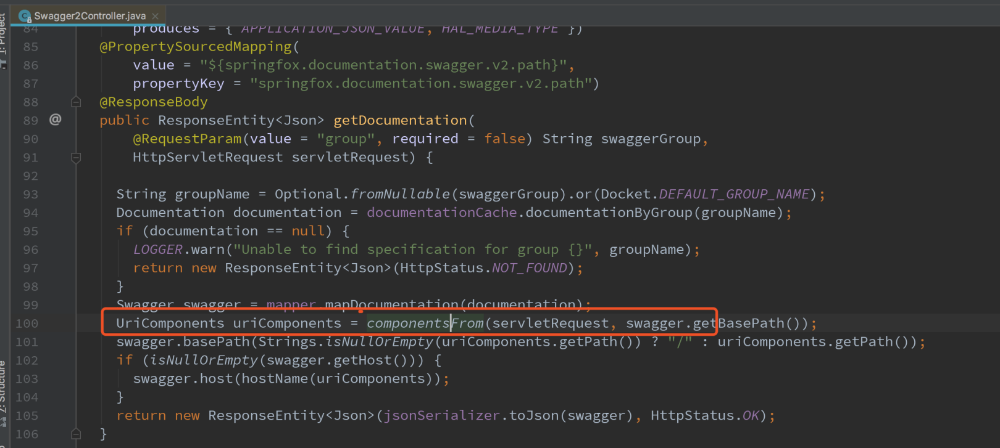 1: Project
Swagger2Controller.java
84 produces = { APPLICATION_JSON_VALUE, HAL_MEDIA_TYPE })
85 @PropertySourcedMapping(
86 value = "${springfox.documentation.swagger.v2.path}",
87 propertyKey = "springfox.documentation.swagger.v2.path")
88 @ResponseBody
89 @ public ResponseEntity<Json> getDocumentation(
90 @RequestParam(value = "group", required = false) String swaggerGroup,
91 HttpServletRequest servletRequest) {
92
93 String groupName = Optional.fromNullable(swaggerGroup).or(Docket.DEFAULT_GROUP_NAME);
94 Documentation documentation = documentationCache.documentationByGroup(groupName);
95 if (documentation == null) {
96 LOGGER.warn("Unable to find specification for group {}", groupName);
97 return new ResponseEntity<Json>(HttpStatus.NOT_FOUND);
98 }
99 Swagger swagger = mapper.mapDocumentation(documentation);
100 UriComponents uriComponents = componentsFrom(servletRequest, swagger.getBasePath());
101 swagger.basePath(Strings.isNullOrEmpty(uriComponents.getPath()) ? "/" : uriComponents.getPath());
102 if (isNullOrEmpty(swagger.getHost())) {
103 swagger.host(hostName(uriComponents));
104 }
105 return new ResponseEntity<Json>(jsonSerializer.toJson(swagger), HttpStatus.OK);
106 }
7: Structure